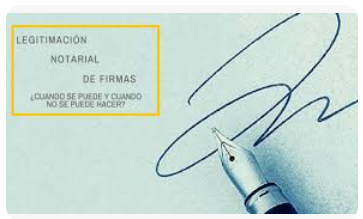 LEGITIMACIÓN
NOTARIAL
DE FIRMAS
¿CUANDO SE PUEDE Y CUANDO
NO SE PUEDE HACER?